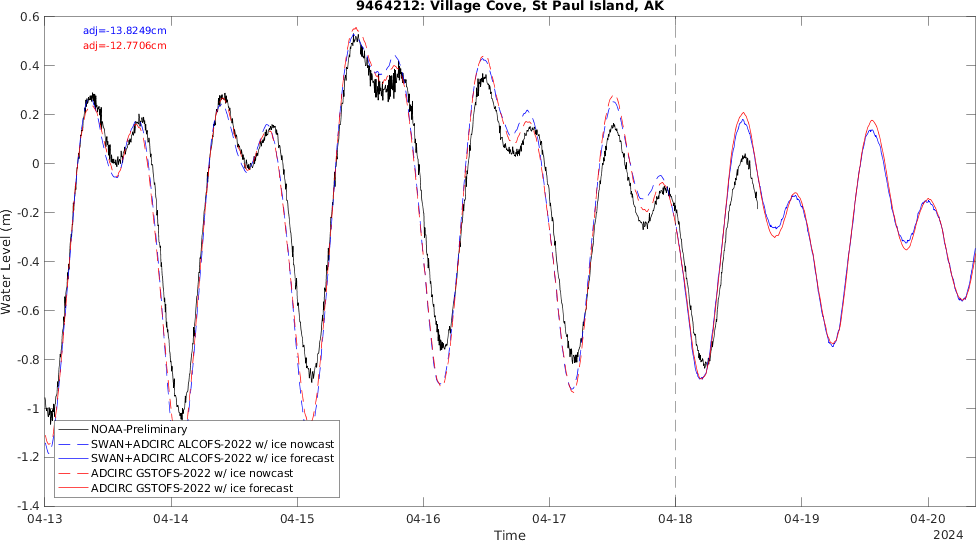 9464212: Village Cove, St Paul Island, AK
adj=-13.8249cm
adj=-12.7706cm
0.6
0.4
0.2
0
-0.2
-0.4
-0.6
-0.8
-1
-1.2
-1.4
Water Level (m)
NOAA-Preliminary
SWAN+ADCIRC ALCOFS-2022 w/ ice nowcast
SWAN+ADCIRC ALCOFS-2022 w/ ice forecast
ADCIRC GSTOFS-2022 w/ ice nowcast
ADCIRC GSTOFS-2022 w/ ice forecast
04-13 04-14 04-15 04-16 04-17 04-18 04-19 04-20
Time
2024